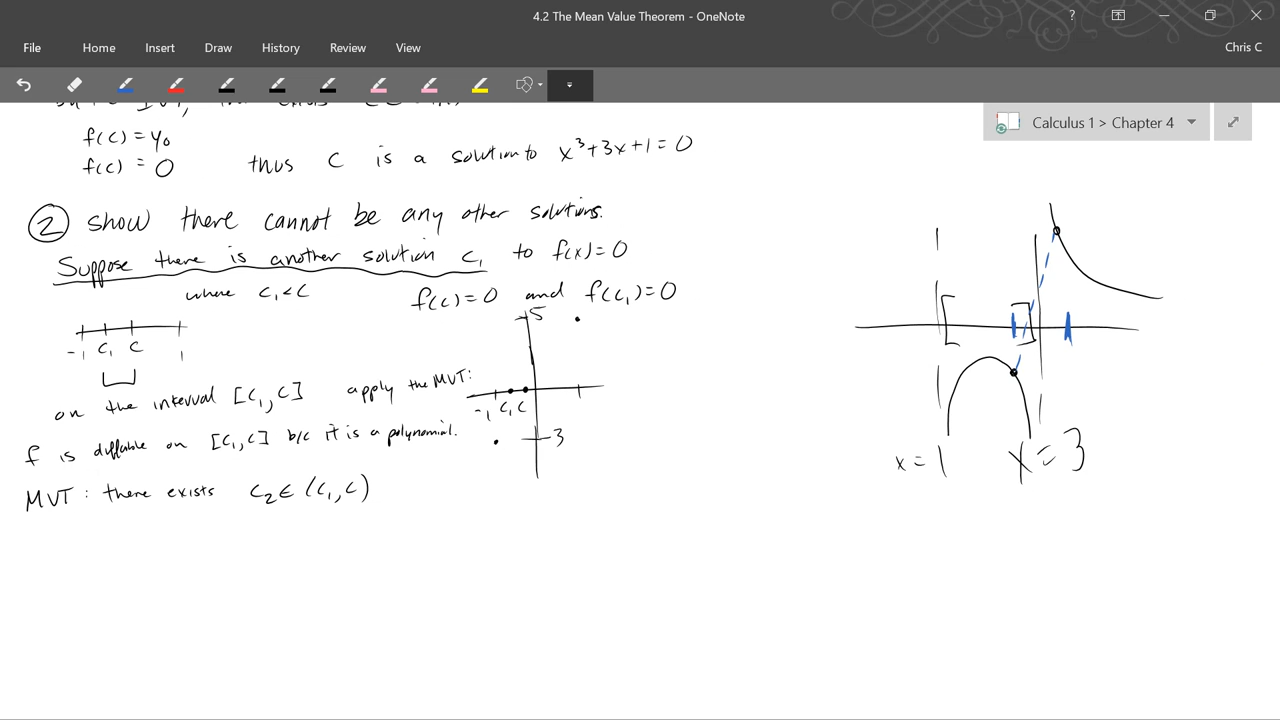 4.2 The Mean Value Theorem - OneNote
?
File Home Insert Draw History Review View
Chris C
Calculus 1 > Chapter 4
f(c) = y₀
f(c) = 0 thus c is a solution to x³+3x+1=0
② show there cannot be any other solutions.
Suppose there is another solution c₁ to f(x)=0
where c₁<c f(c)=0 and f(c₁)=0
-1 c₁ c 1
5
-1 c₁ c
-3
on the interval [c₁,c] apply the MVT:
f is diffable on [c₁,c] b/c it is a polynomial.
MVT: there exists c₂∈(c₁,c)
x=1 x=3